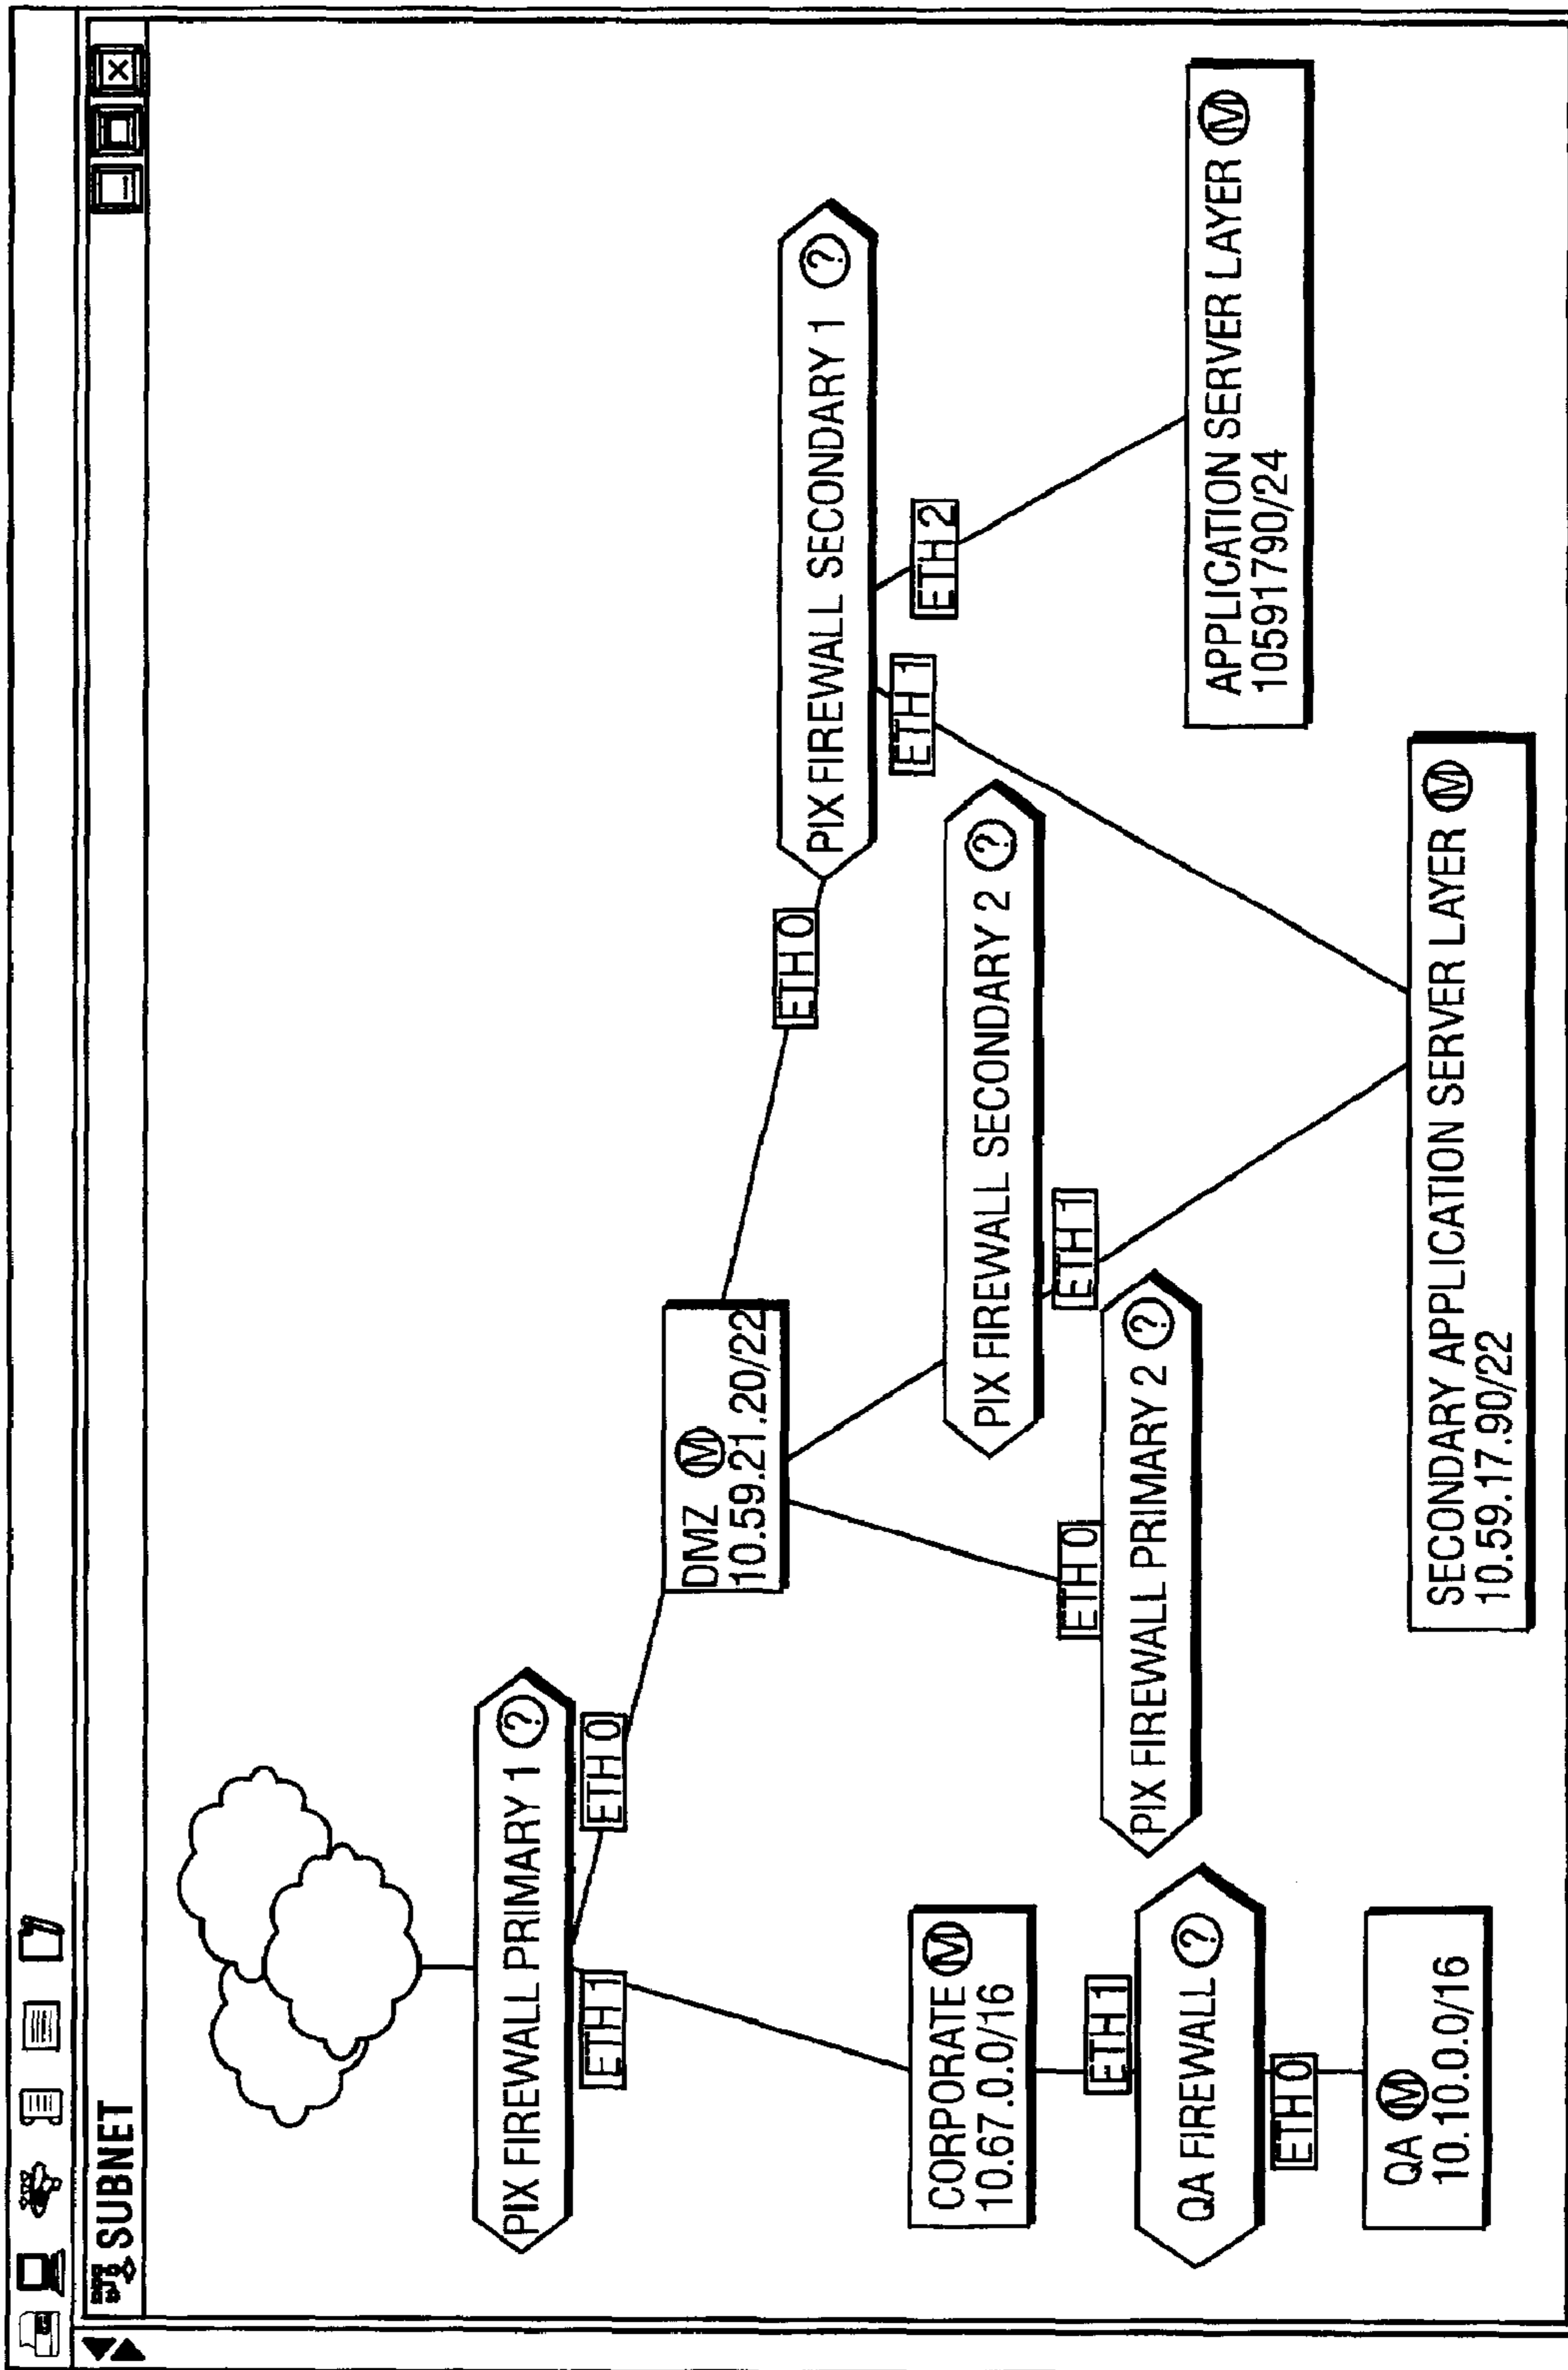 SUBNET
PIX FIREWALL PRIMARY 1 ?
ETH 1
ETH 0
DMZ M
10.59.21.20/22
ETH 0
PIX FIREWALL SECONDARY 1 ?
ETH 1
ETH 2
PIX FIREWALL SECONDARY 2 ?
ETH 1
ETH 0
PIX FIREWALL PRIMARY 2 ?
CORPORATE M
10.67.0.0/16
ETH 1
QA FIREWALL ?
ETH 0
QA M
10.10.0.0/16
SECONDARY APPLICATION SERVER LAYER M
10.59.17.90/22
APPLICATION SERVER LAYER M
10591790/24